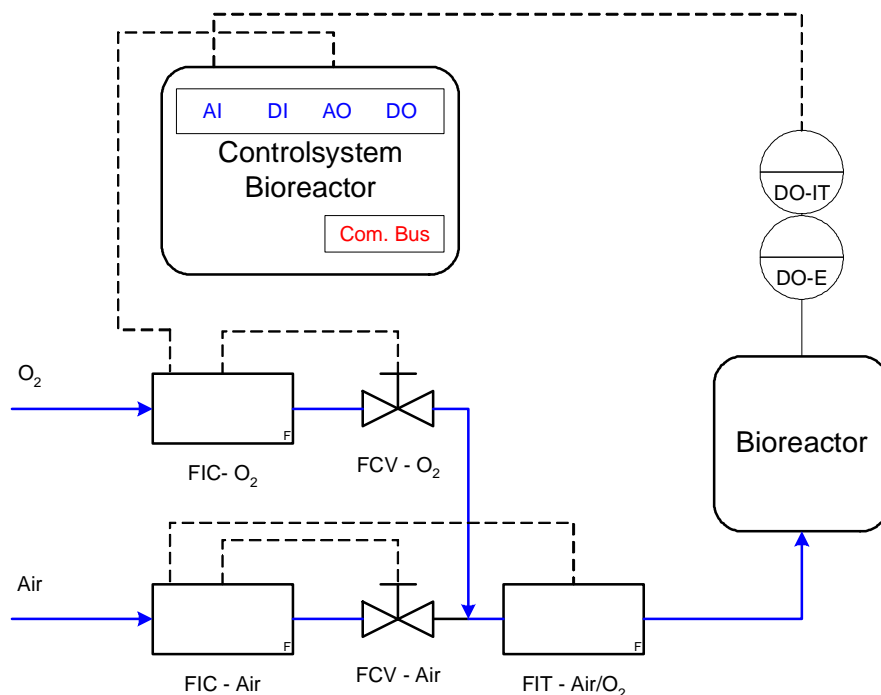 AI DI AO DO
Controlsystem
Bioreactor
Com. Bus
DO-IT
DO-E
O₂
F
FIC- O₂
FCV - O₂
Bioreactor
Air
F
FIC - Air
FCV - Air
F
FIT - Air/O₂